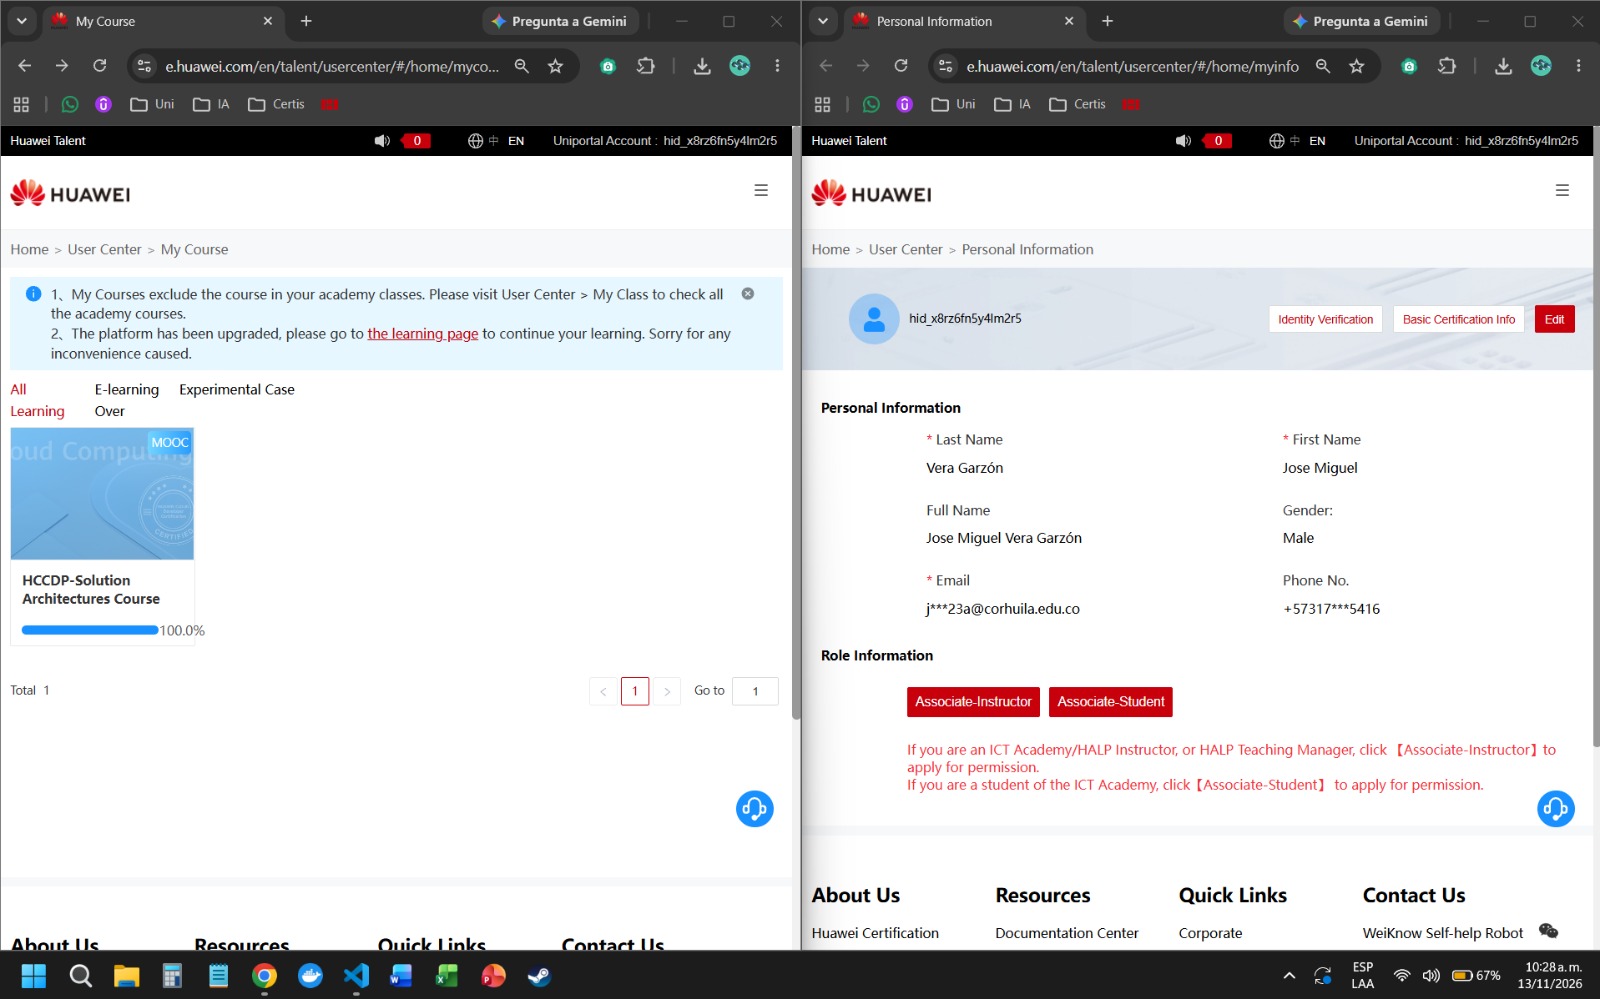 My Course
Pregunta a Gemini
e.huawei.com/en/talent/usercenter/#/home/myco...
Uni
IA
Certis
Huawei Talent
0
中
EN
Uniportal Account : hid_x8rz6fn5y4lm2r5
HUAWEI
Home > User Center > My Course
1、My Courses exclude the course in your academy classes. Please visit User Center > My Class to check all
the academy courses.
2、The platform has been upgraded, please go to the learning page to continue your learning. Sorry for any
inconvenience caused.
All
Learning
E-learning
Over
Experimental Case
oud Computing
MOOC
CERTIFIED
HCCDP-Solution
Architectures Course
100.0%
Total 1
< 1 > Go to 1
About Us
Resources
Quick Links
Contact Us
Personal Information
Pregunta a Gemini
e.huawei.com/en/talent/usercenter/#/home/myinfo
Uni
IA
Certis
Huawei Talent
0
中
EN
Uniportal Account : hid_x8rz6fn5y4lm2r5
HUAWEI
Home > User Center > Personal Information
hid_x8rz6fn5y4lm2r5
Identity Verification
Basic Certification Info
Edit
Personal Information
* Last Name
Vera Garzón
* First Name
Jose Miguel
Full Name
Jose Miguel Vera Garzón
Gender:
Male
* Email
j***23a@corhuila.edu.co
Phone No.
+57317***5416
Role Information
Associate-Instructor
Associate-Student
If you are an ICT Academy/HALP Instructor, or HALP Teaching Manager, click 【Associate-Instructor】to
apply for permission.
If you are a student of the ICT Academy, click【Associate-Student】 to apply for permission.
About Us
Huawei Certification
Resources
Documentation Center
Quick Links
Corporate
Contact Us
WeiKnow Self-help Robot
ESP
LAA
67%
10:28 a. m.
13/11/2026